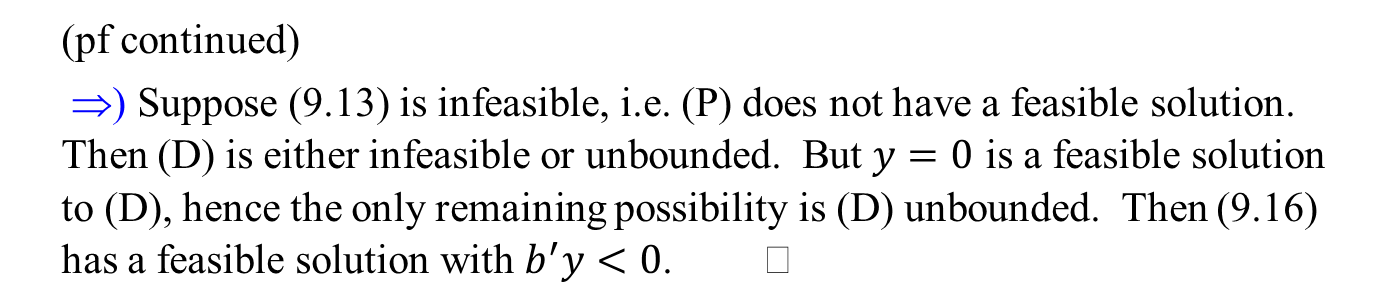 (pf continued)
⇒) Suppose (9.13) is infeasible, i.e. (P) does not have a feasible solution.
Then (D) is either infeasible or unbounded. But y = 0 is a feasible solution
to (D), hence the only remaining possibility is (D) unbounded. Then (9.16)
has a feasible solution with b′y < 0. □